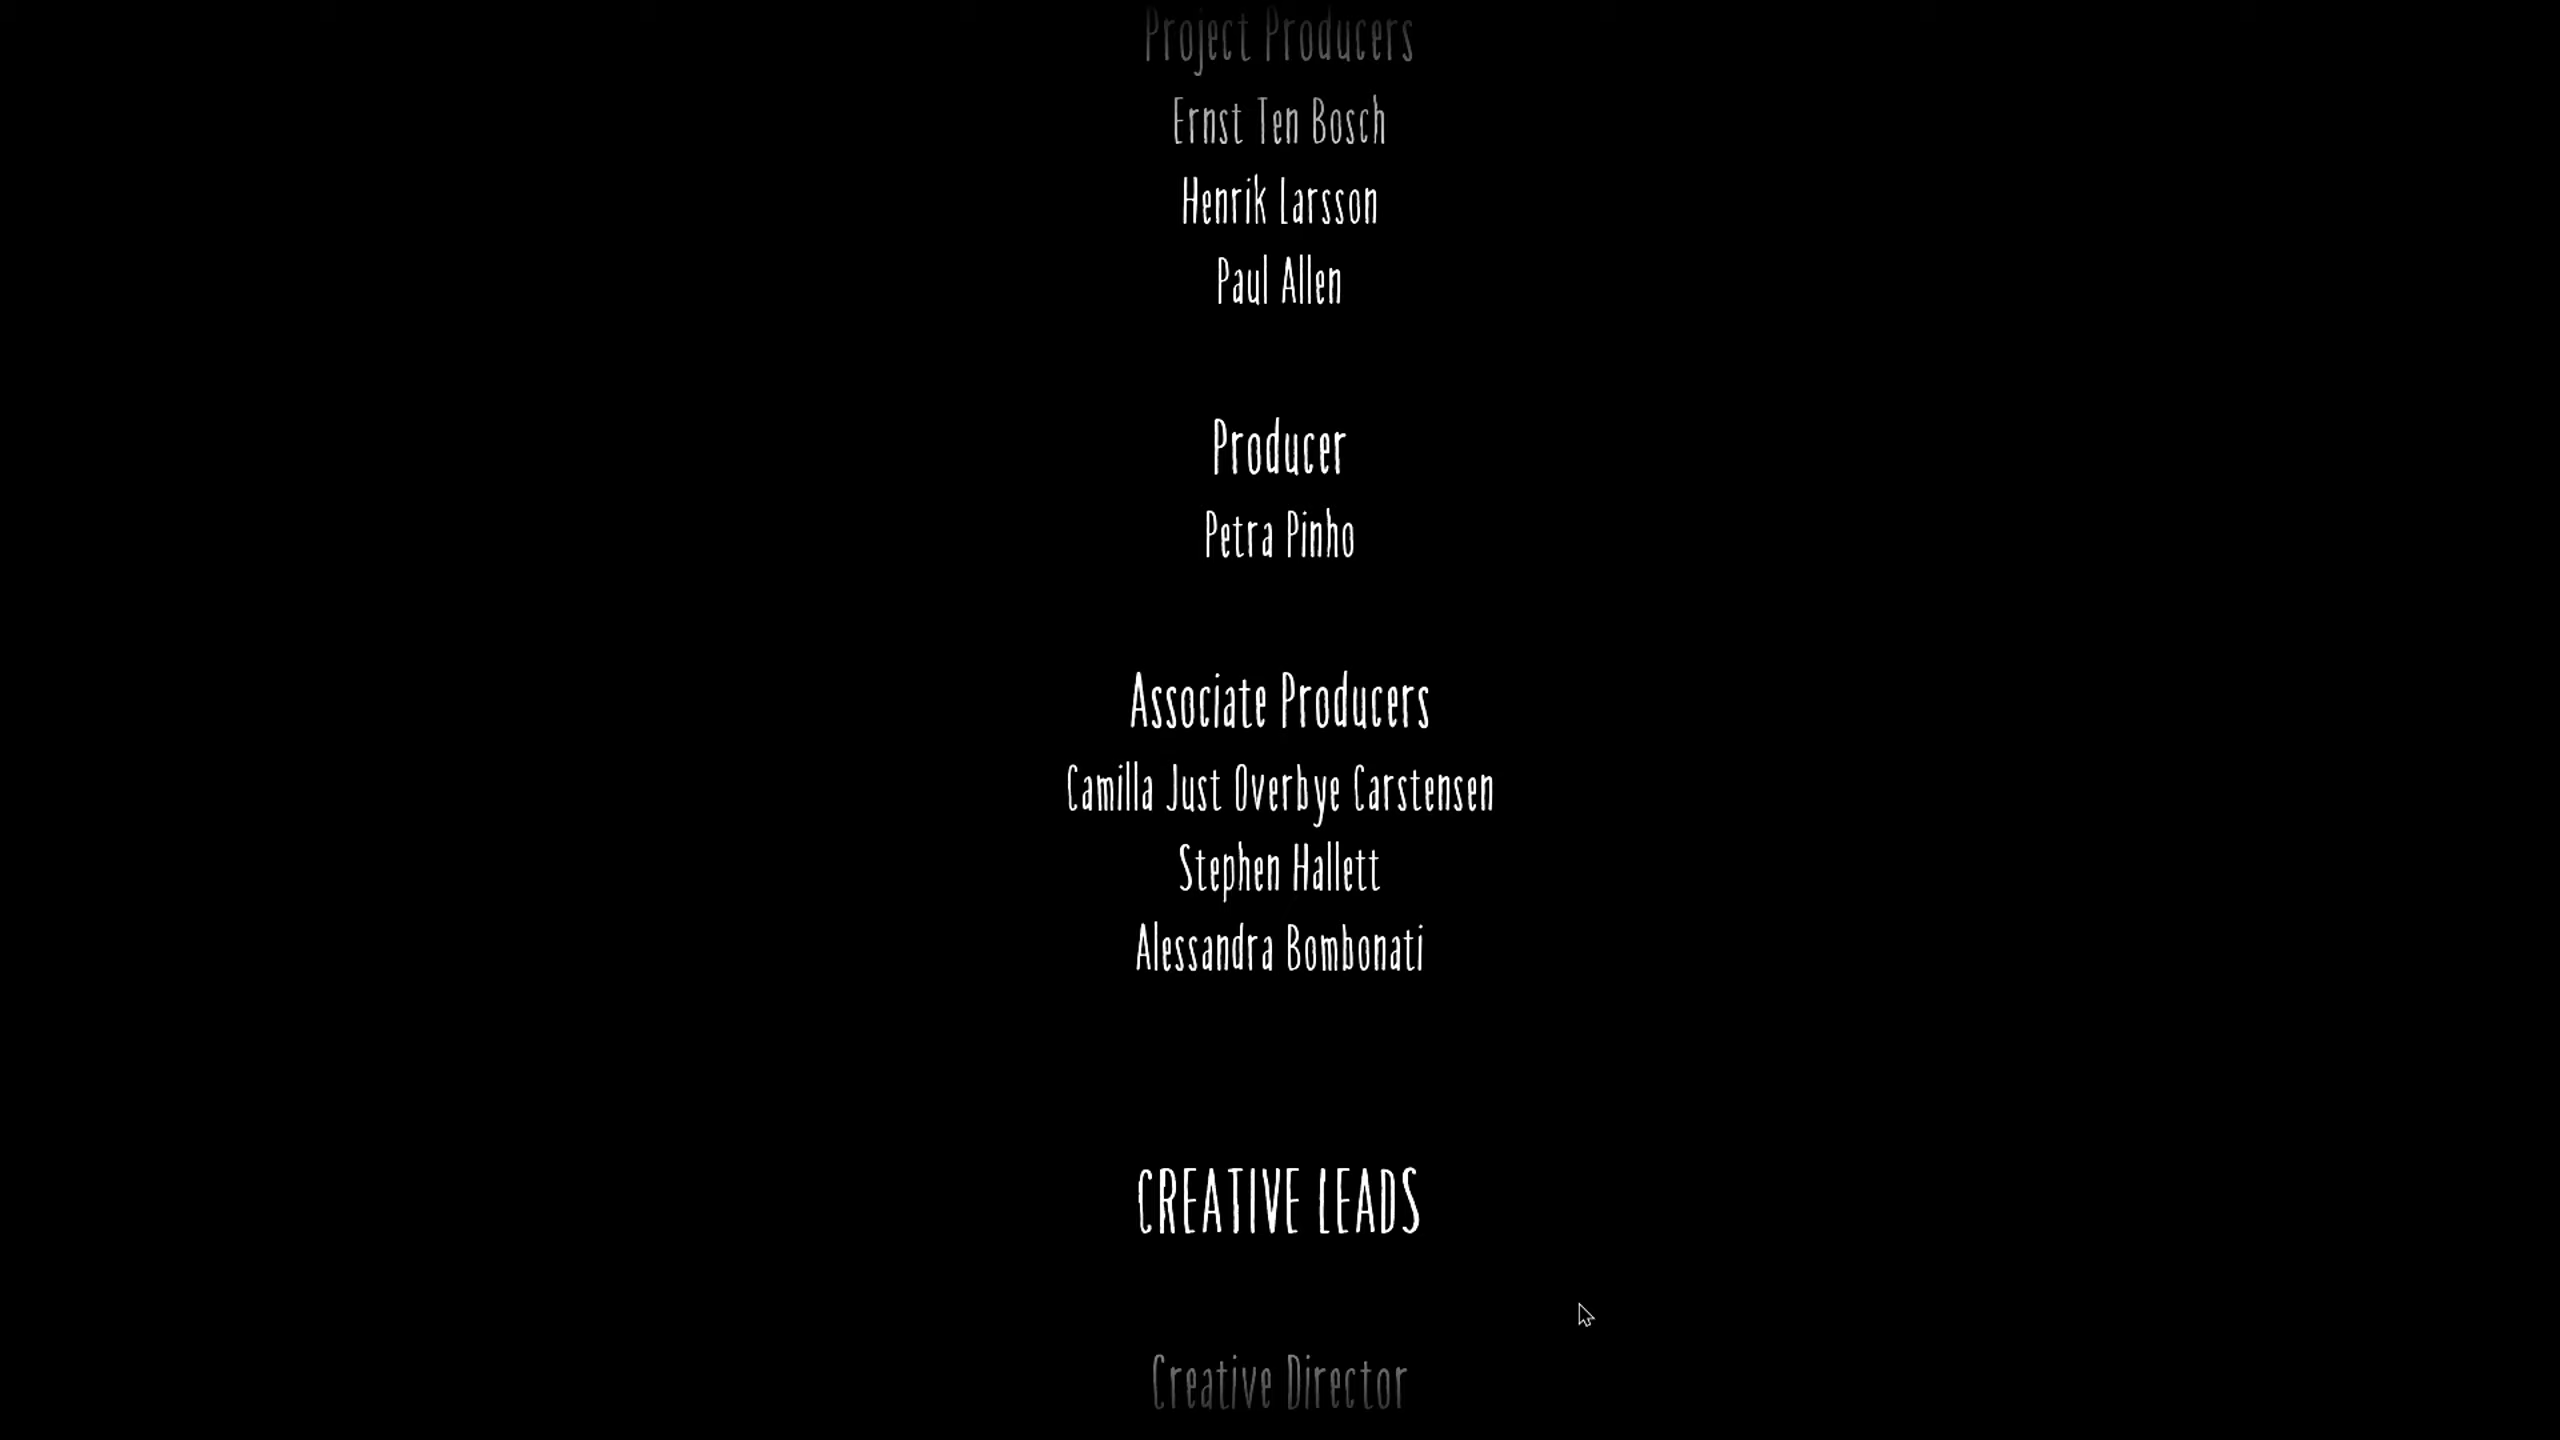 Project Producers
Ernst Ten Bosch
Henrik Larsson
Paul Allen
Producer
Petra Pinho
Associate Producers
Camilla Just Overbye Carstensen
Stephen Hallett
Alessandra Bombonati
CREATIVE LEADS
Creative Director